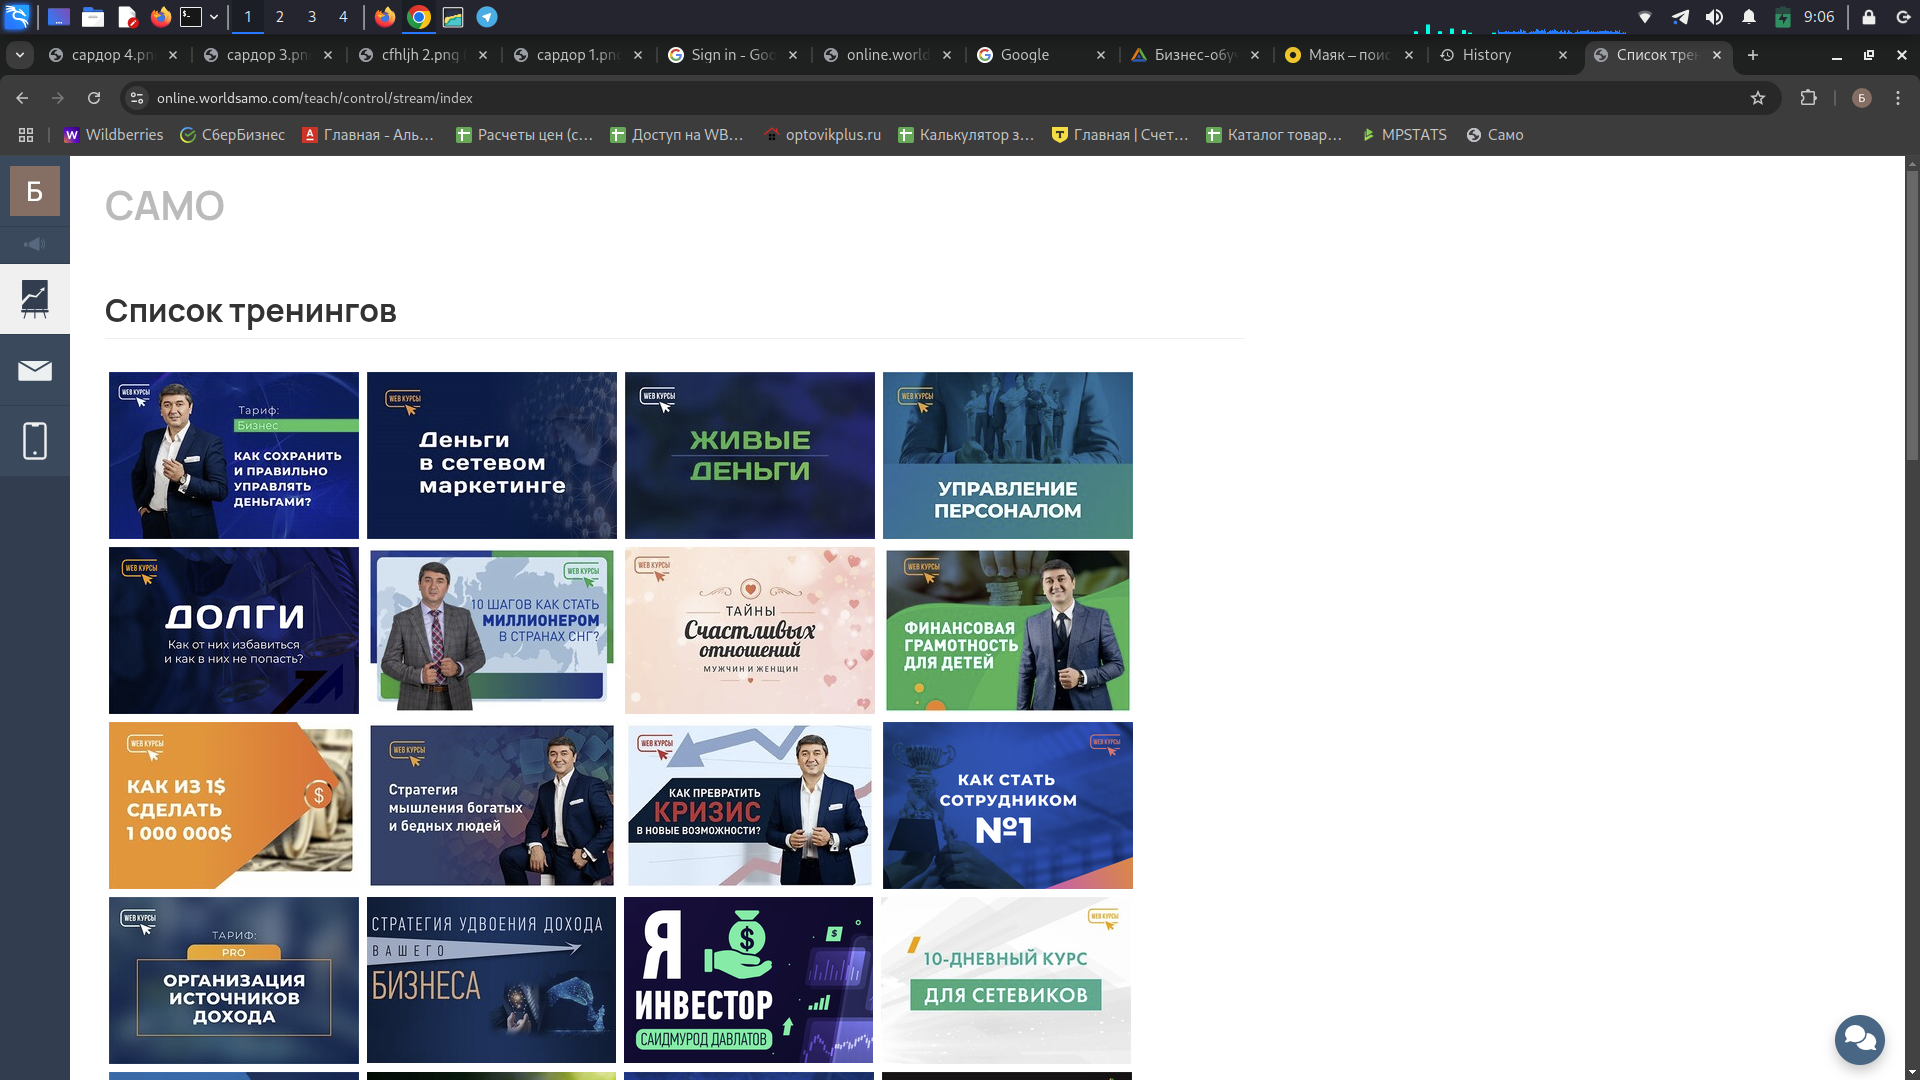 1 2 3 4 9:06
сардор 4.pn
сардор 3.pn
cfhljh 2.png
сардор 1.pn
Sign in - Goo
online.world
Google
Бизнес-обу
Маяк – поис
History
Список трен
online.worldsamo.com/teach/control/stream/index
Б
Wildberries
СберБизнес
Главная - Аль...
Расчеты цен (с...
Доступ на WB...
optovikplus.ru
Калькулятор з...
Главная | Счет...
Каталог товар...
MPSTATS
Само
Б
САМО
Список тренингов
WEB КУРСЫ
Тариф:
Бизнес
КАК СОХРАНИТЬ
И ПРАВИЛЬНО
УПРАВЛЯТЬ
ДЕНЬГАМИ?
WEB КУРСЫ
Деньги
в сетевом
маркетинге
WEB КУРСЫ
ЖИВЫЕ
ДЕНЬГИ
WEB КУРСЫ
УПРАВЛЕНИЕ
ПЕРСОНАЛОМ
WEB КУРСЫ
ДОЛГИ
Как от них избавиться
и как в них не попасть?
WEB КУРСЫ
10 ШАГОВ КАК СТАТЬ
МИЛЛИОНЕРОМ
В СТРАНАХ СНГ?
WEB КУРСЫ
ТАЙНЫ
Счастливых
отношений
МУЖЧИН И ЖЕНЩИН
WEB КУРСЫ
ФИНАНСОВАЯ
ГРАМОТНОСТЬ
ДЛЯ ДЕТЕЙ
WEB КУРСЫ
КАК ИЗ 1$
СДЕЛАТЬ
1 000 000$
$
WEB КУРСЫ
Стратегия
мышления богатых
и бедных людей
WEB КУРСЫ
КАК ПРЕВРАТИТЬ
КРИЗИС
В НОВЫЕ ВОЗМОЖНОСТИ?
WEB КУРСЫ
КАК СТАТЬ
СОТРУДНИКОМ
№1
WEB КУРСЫ
ТАРИФ:
PRO
ОРГАНИЗАЦИЯ
ИСТОЧНИКОВ
ДОХОДА
СТРАТЕГИЯ УДВОЕНИЯ ДОХОДА
ВАШЕГО
БИЗНЕСА
Я
$
$
ИНВЕСТОР
САИДМУРОД ДАВЛАТОВ
WEB КУРСЫ
10-ДНЕВНЫЙ КУРС
ДЛЯ СЕТЕВИКОВ